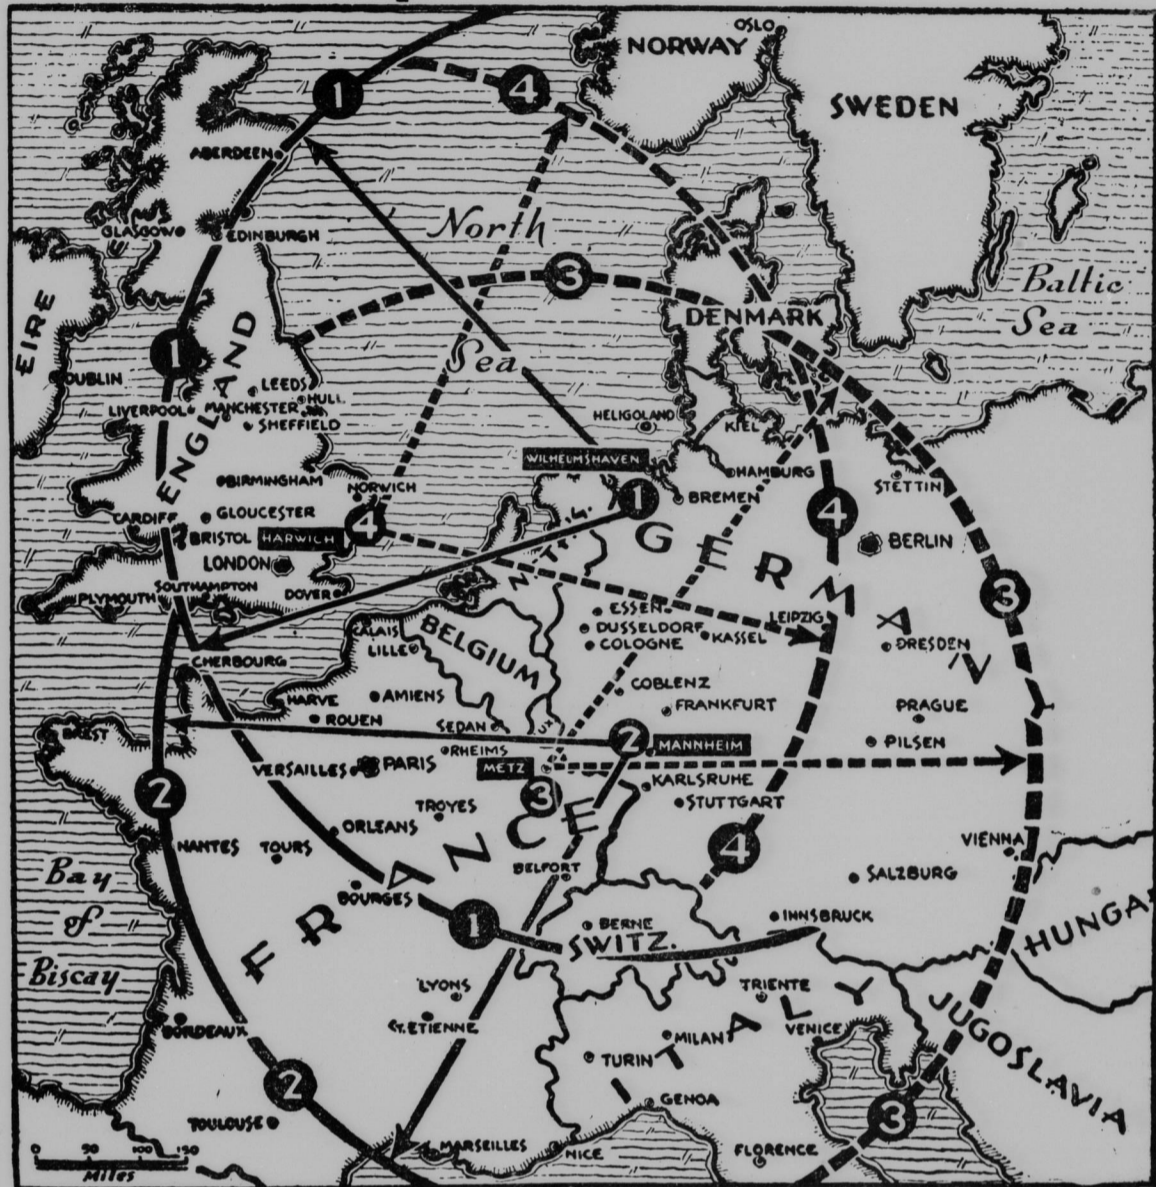 OSLO
NORWAY
SWEDEN
4
1
ABERDEEN
North
GLASGOW
EDINBURGH
3
Baltic
Sea
DENMARK
EIRE
1
Sea
DUBLIN
LEEDS
HULL
LIVERPOOL
MANCHESTER
SHEFFIELD
ENGLAND
HELIGOLAND
KIEL
WILHELMSHAVEN
HAMBURG
STETTIN
BIRMINGHAM
NORWICH
1
BREMEN
CARDIFF
GLOUCESTER
4
4
BRISTOL
HARWICH
GERMANY
BERLIN
LONDON
SOUTHAMPTON
PLYMOUTH
DOVER
3
ESSEN
LEIPZIG
CALAIS
BELGIUM
DUSSELDORF
KASSEL
LILLE
COLOGNE
DRESDEN
CHERBOURG
COBLENZ
HARVE
AMIENS
FRANKFURT
PRAGUE
ROUEN
SEDAN
UX
BREST
2
MANNHEIM
PILSEN
RHEIMS
VERSAILLES
PARIS
METZ
KARLSRUHE
2
3
STUTTGART
TROYES
ORLEANS
FRANCE
NANTES
TOURS
4
VIENNA
BELFORT
SALZBURG
Bay
of
Biscay
BOURGES
1
BERNE
INNSBRUCK
SWITZ.
HUNGA
LYONS
TRIENTE
ITALY
JUGOSLAVIA
BORDEAUX
ST. ETIENNE
MILAN
VENICE
TURIN
2
GENOA
3
TOULOUSE
MARSEILLES
NICE
FLORENCE
0 50 100 150
Miles